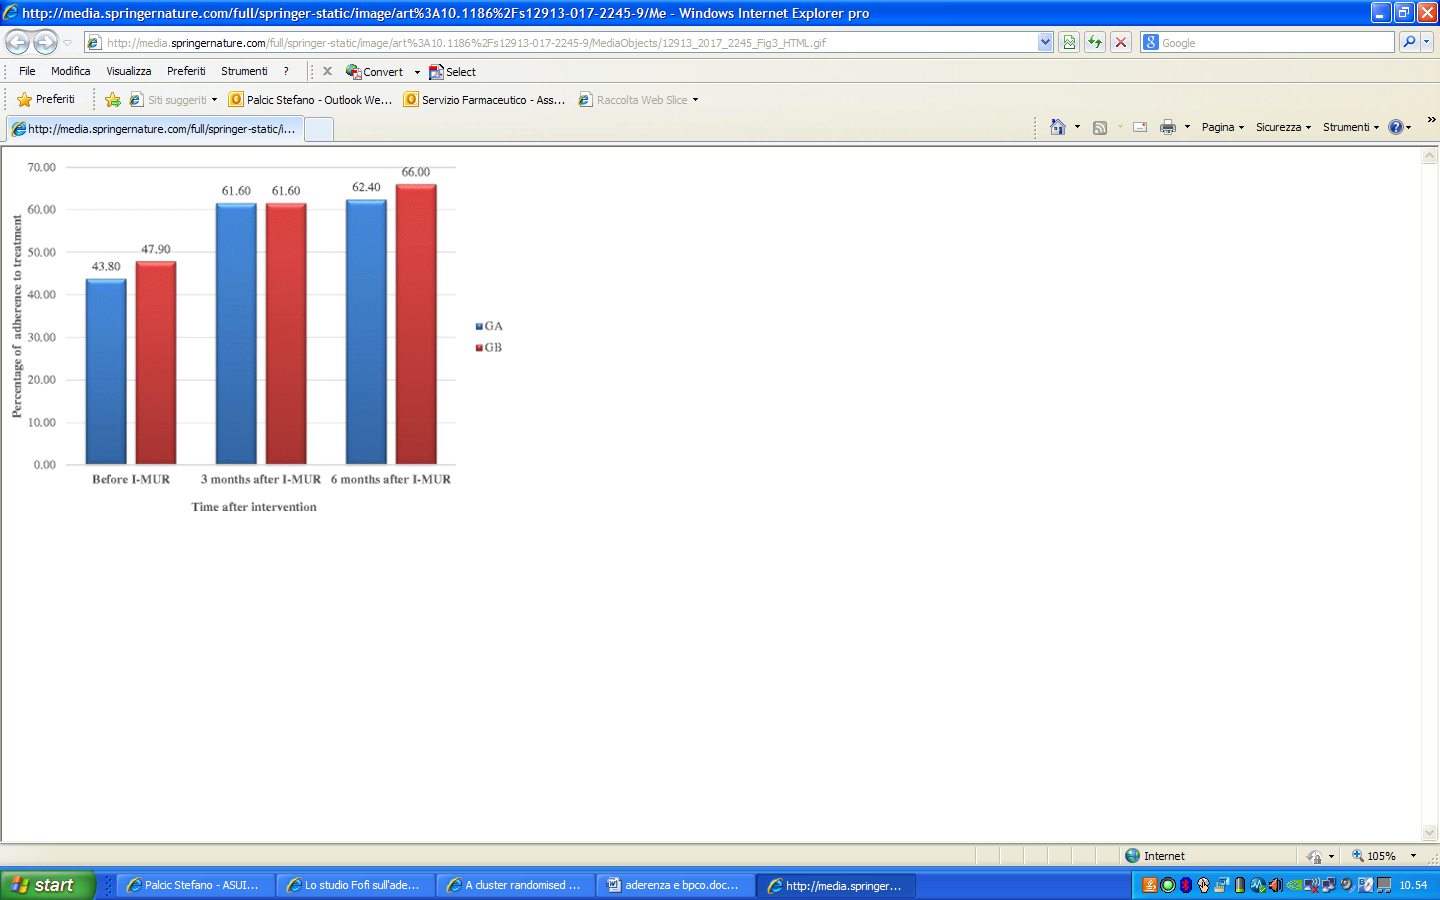 http://media.springernature.com/full/springer-static/image/art%3A10.1186%2Fs12913-017-2245-9/Me - Windows Internet Explorer pro
http://media.springernature.com/full/springer-static/image/art%3A10.1186%2Fs12913-017-2245-9/MediaObjects/12913_2017_2245_Fig3_HTML.gif
Google
File Modifica Visualizza Preferiti Strumenti ? Convert Select
Preferiti Siti suggeriti Palcic Stefano - Outlook We... Servizio Farmaceutico - Ass... Raccolta Web Slice
http://media.springernature.com/full/springer-static/i... Pagina Sicurezza Strumenti
70.00
60.00
50.00
40.00
30.00
20.00
10.00
0.00
Percentage of adherence to treatment
43.80
47.90
61.60
61.60
62.40
66.00
Before I-MUR
3 months after I-MUR
6 months after I-MUR
Time after intervention
GA
GB
Internet 105%
start Palcic Stefano - ASUI... Lo studio Fofi sull'ade... A cluster randomised ... aderenza e bpco.doc... http://media.springer... 10.54